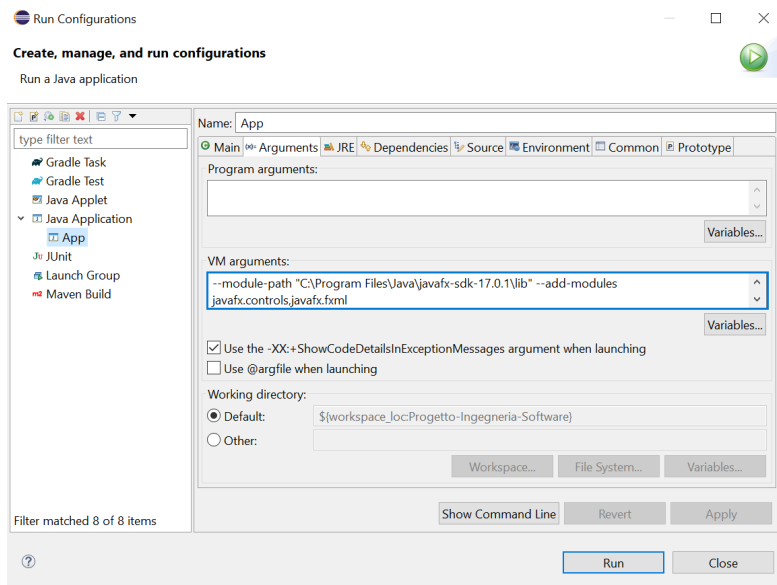 Run Configurations
Create, manage, and run configurations
Run a Java application
type filter text
Gradle Task
Gradle Test
Java Applet
Java Application
App
JUnit
Launch Group
Maven Build
Filter matched 8 of 8 items
Name: App
Main Arguments JRE Dependencies Source Environment Common Prototype
Program arguments:
Variables...
VM arguments:
--module-path "C:\Program Files\Java\javafx-sdk-17.0.1\lib" --add-modules
javafx.controls,javafx.fxml
Variables...
Use the -XX:+ShowCodeDetailsInExceptionMessages argument when launching
Use @argfile when launching
Working directory:
Default: ${workspace_loc:Progetto-Ingegneria-Software}
Other:
Workspace... File System... Variables...
Show Command Line Revert Apply
Run Close